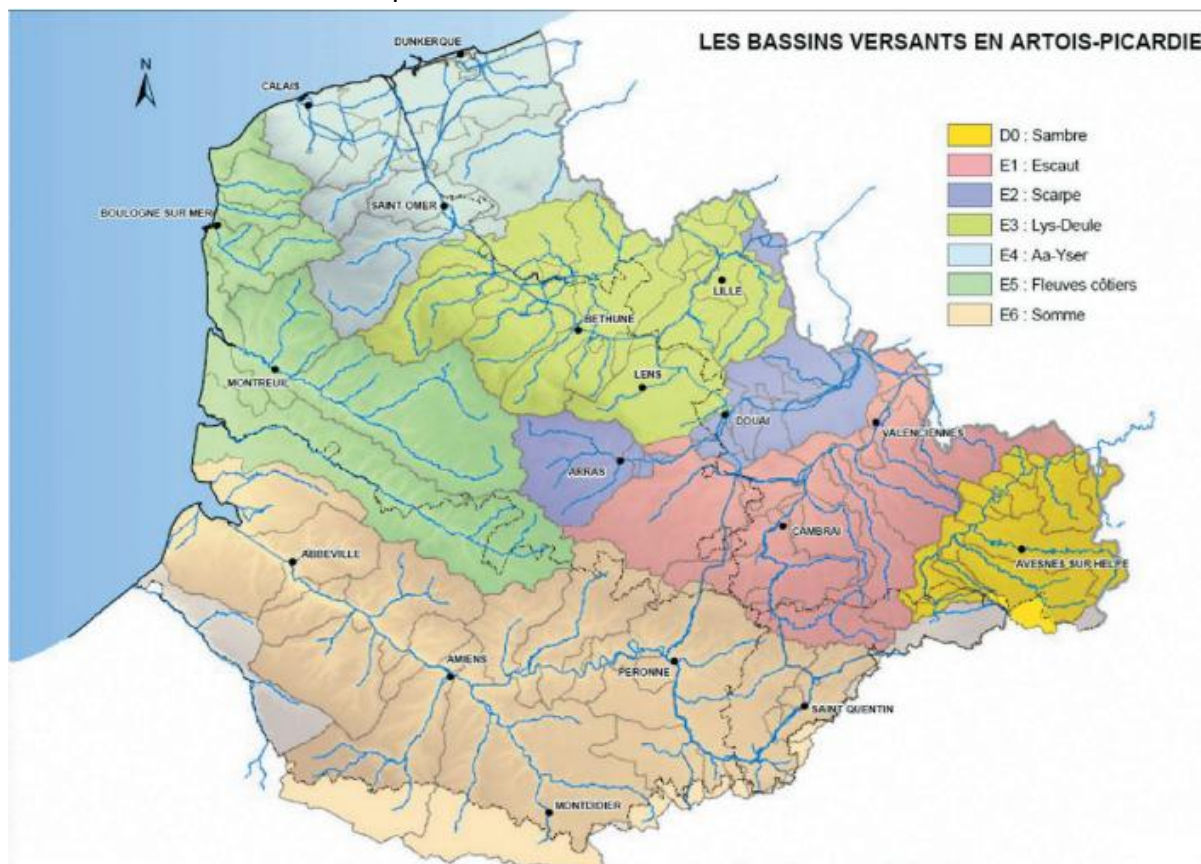 LES BASSINS VERSANTS EN ARTOIS-PICARDIE
N
DUNKERQUE
CALAIS
D0 : Sambre
E1 : Escaut
E2 : Scarpe
E3 : Lys-Deule
E4 : Aa-Yser
E5 : Fleuves côtiers
E6 : Somme
SAINT OMER
BOULOGNE SUR MER
LILLE
BETHUNE
MONTREUIL
LENS
DOUAI
VALENCIENNES
ARRAS
CAMBRAI
AVESNES SUR HELPE
ABBEVILLE
AMIENS
PERONNE
SAINT QUENTIN
MONTDIDIER